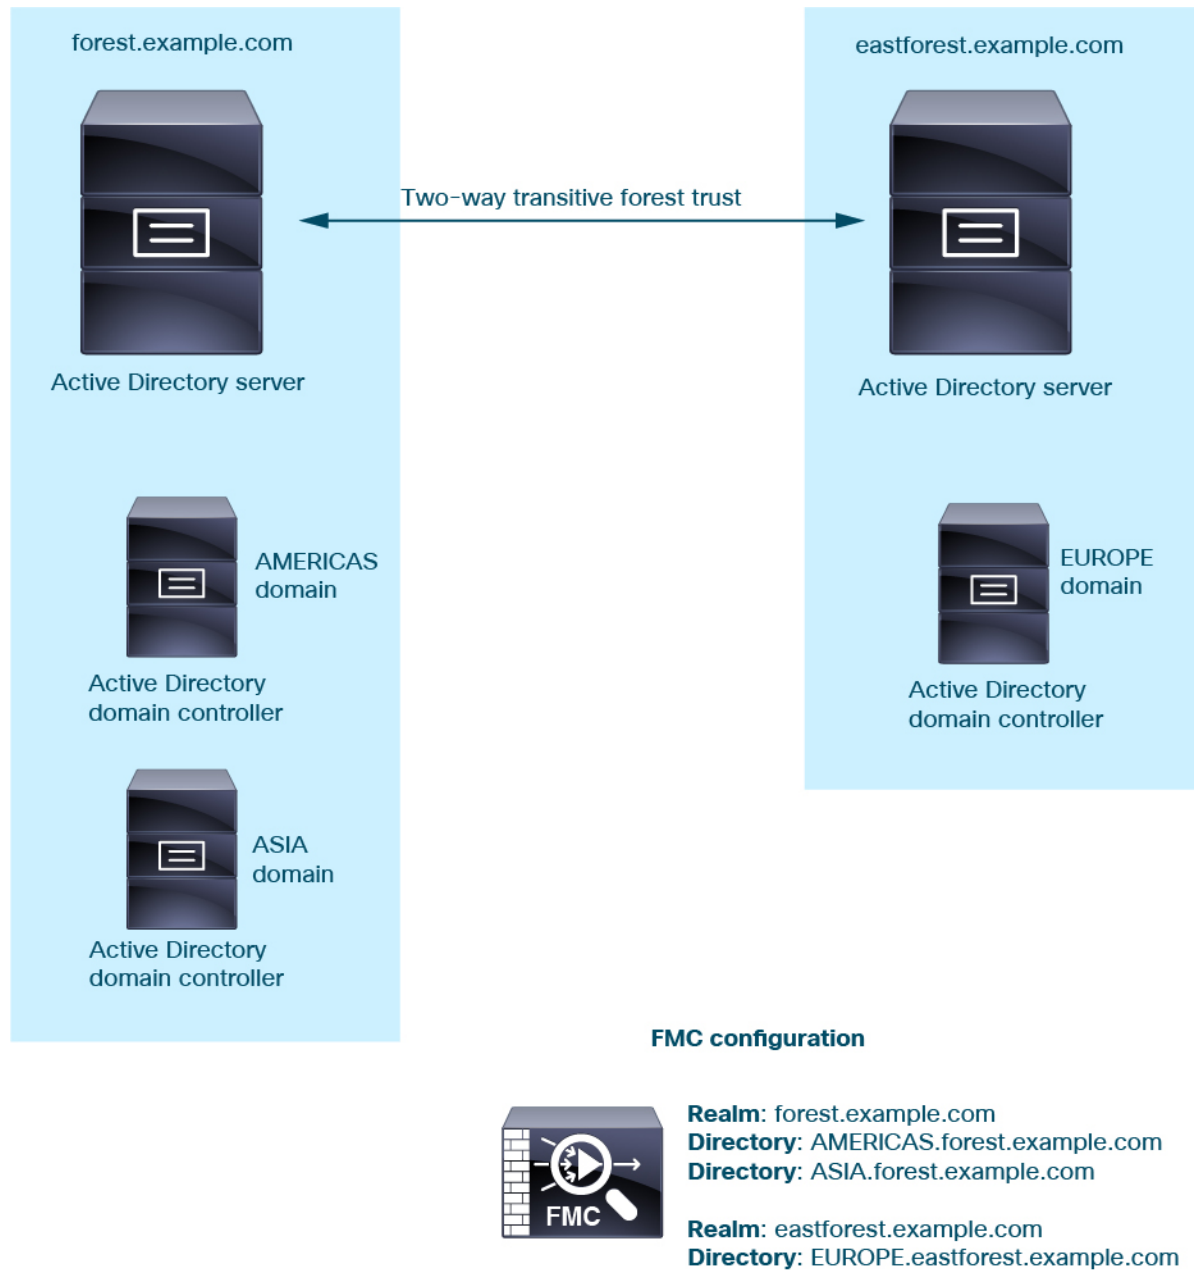 forest.example.com
eastforest.example.com
Two-way transitive forest trust
Active Directory server
Active Directory server
AMERICAS
domain
Active Directory
domain controller
EUROPE
domain
Active Directory
domain controller
ASIA
domain
Active Directory
domain controller
FMC configuration
FMC
Realm: forest.example.com
Directory: AMERICAS.forest.example.com
Directory: ASIA.forest.example.com
Realm: eastforest.example.com
Directory: EUROPE.eastforest.example.com